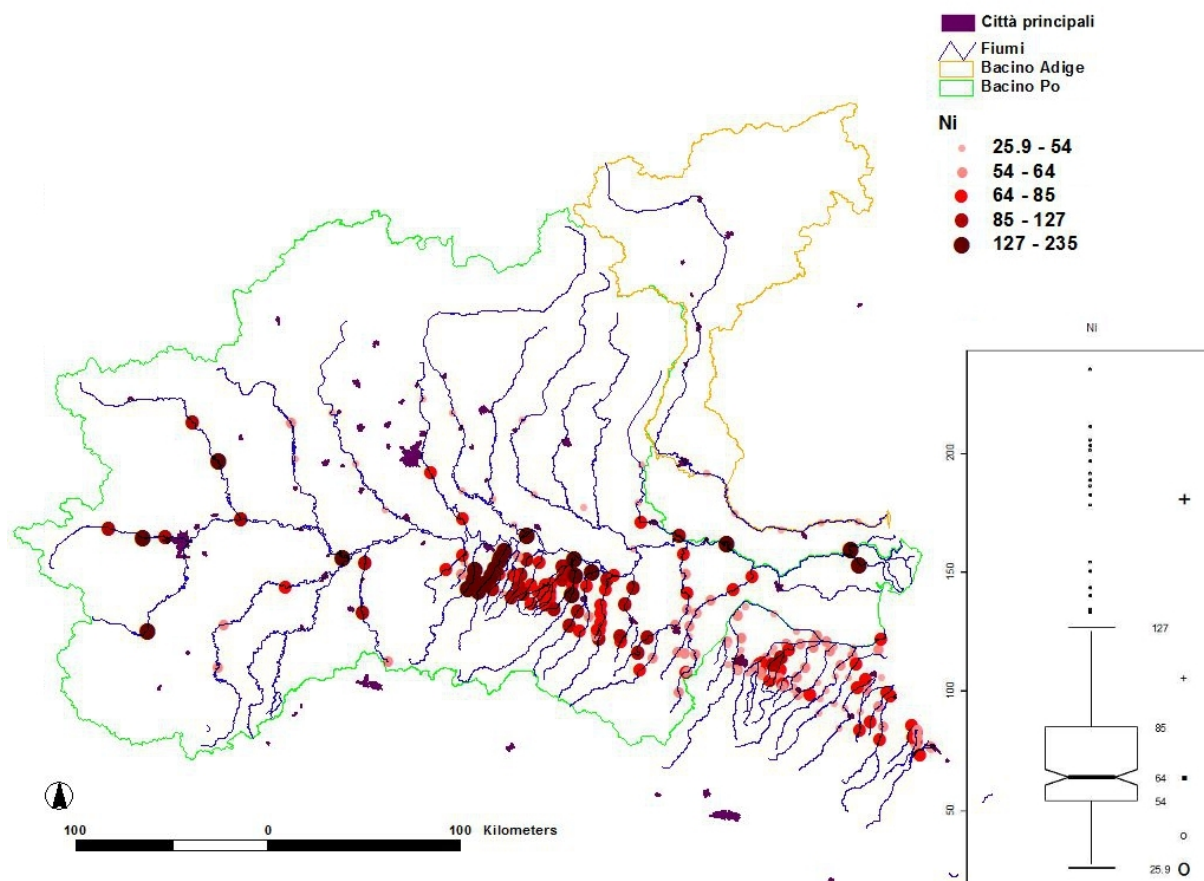 Città principali
Fiumi
Bacino Adige
Bacino Po
Ni
25.9 - 54
54 - 64
64 - 85
85 - 127
127 - 235
NI
200
150
127
100
85
64
54
50
25.9
100 0 100 Kilometers